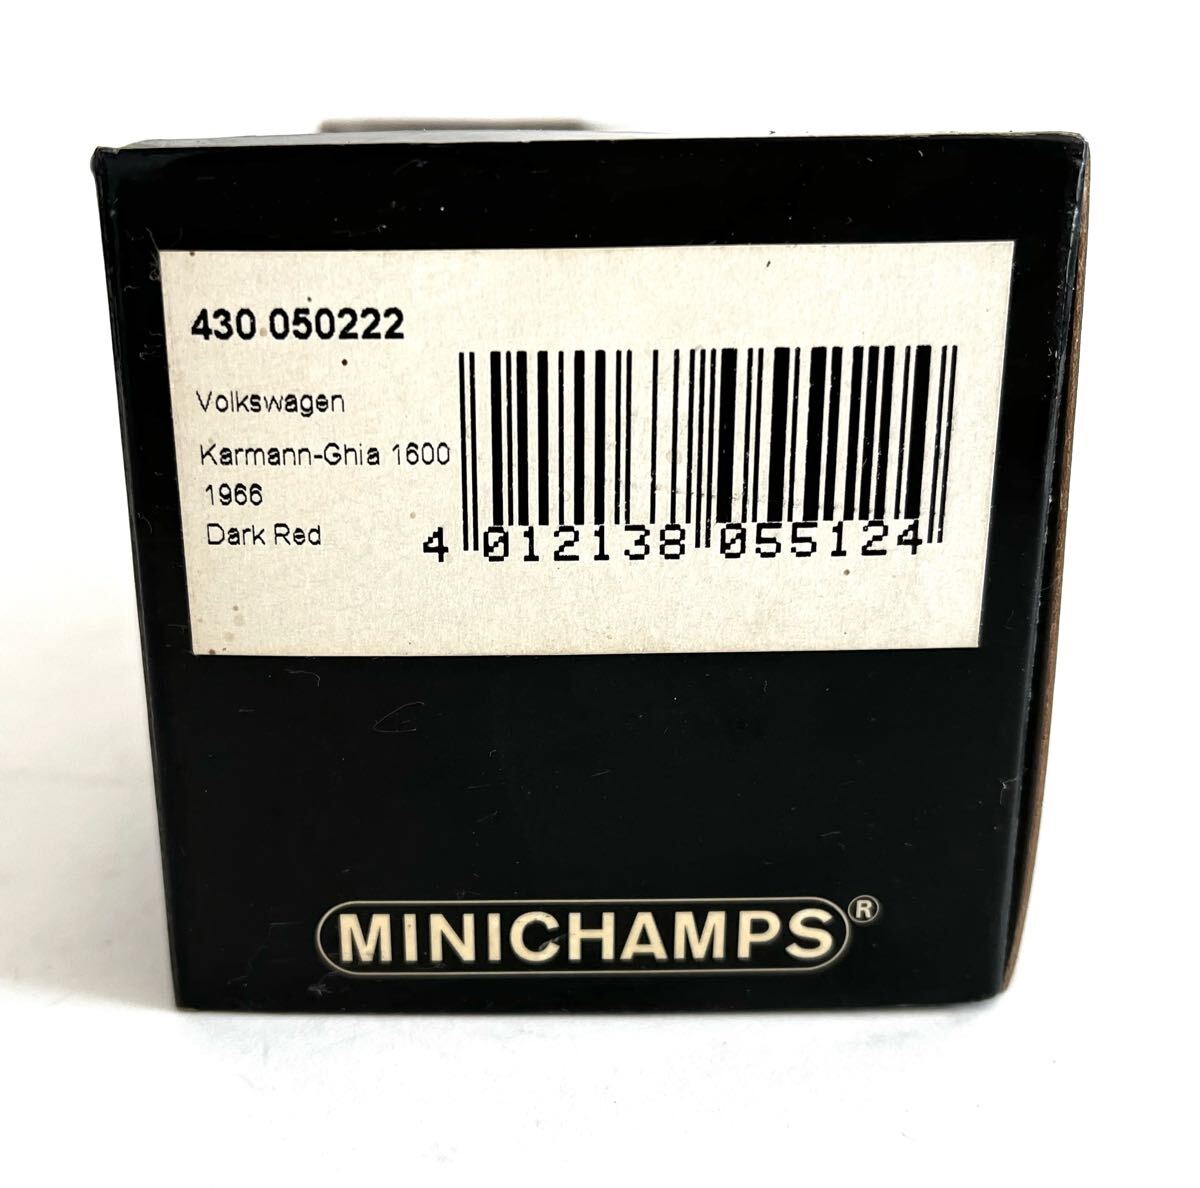 430 050222
Volkswagen
Karmann-Ghia 1600
1966
Dark Red
4 012138 055124
MINICHAMPS®